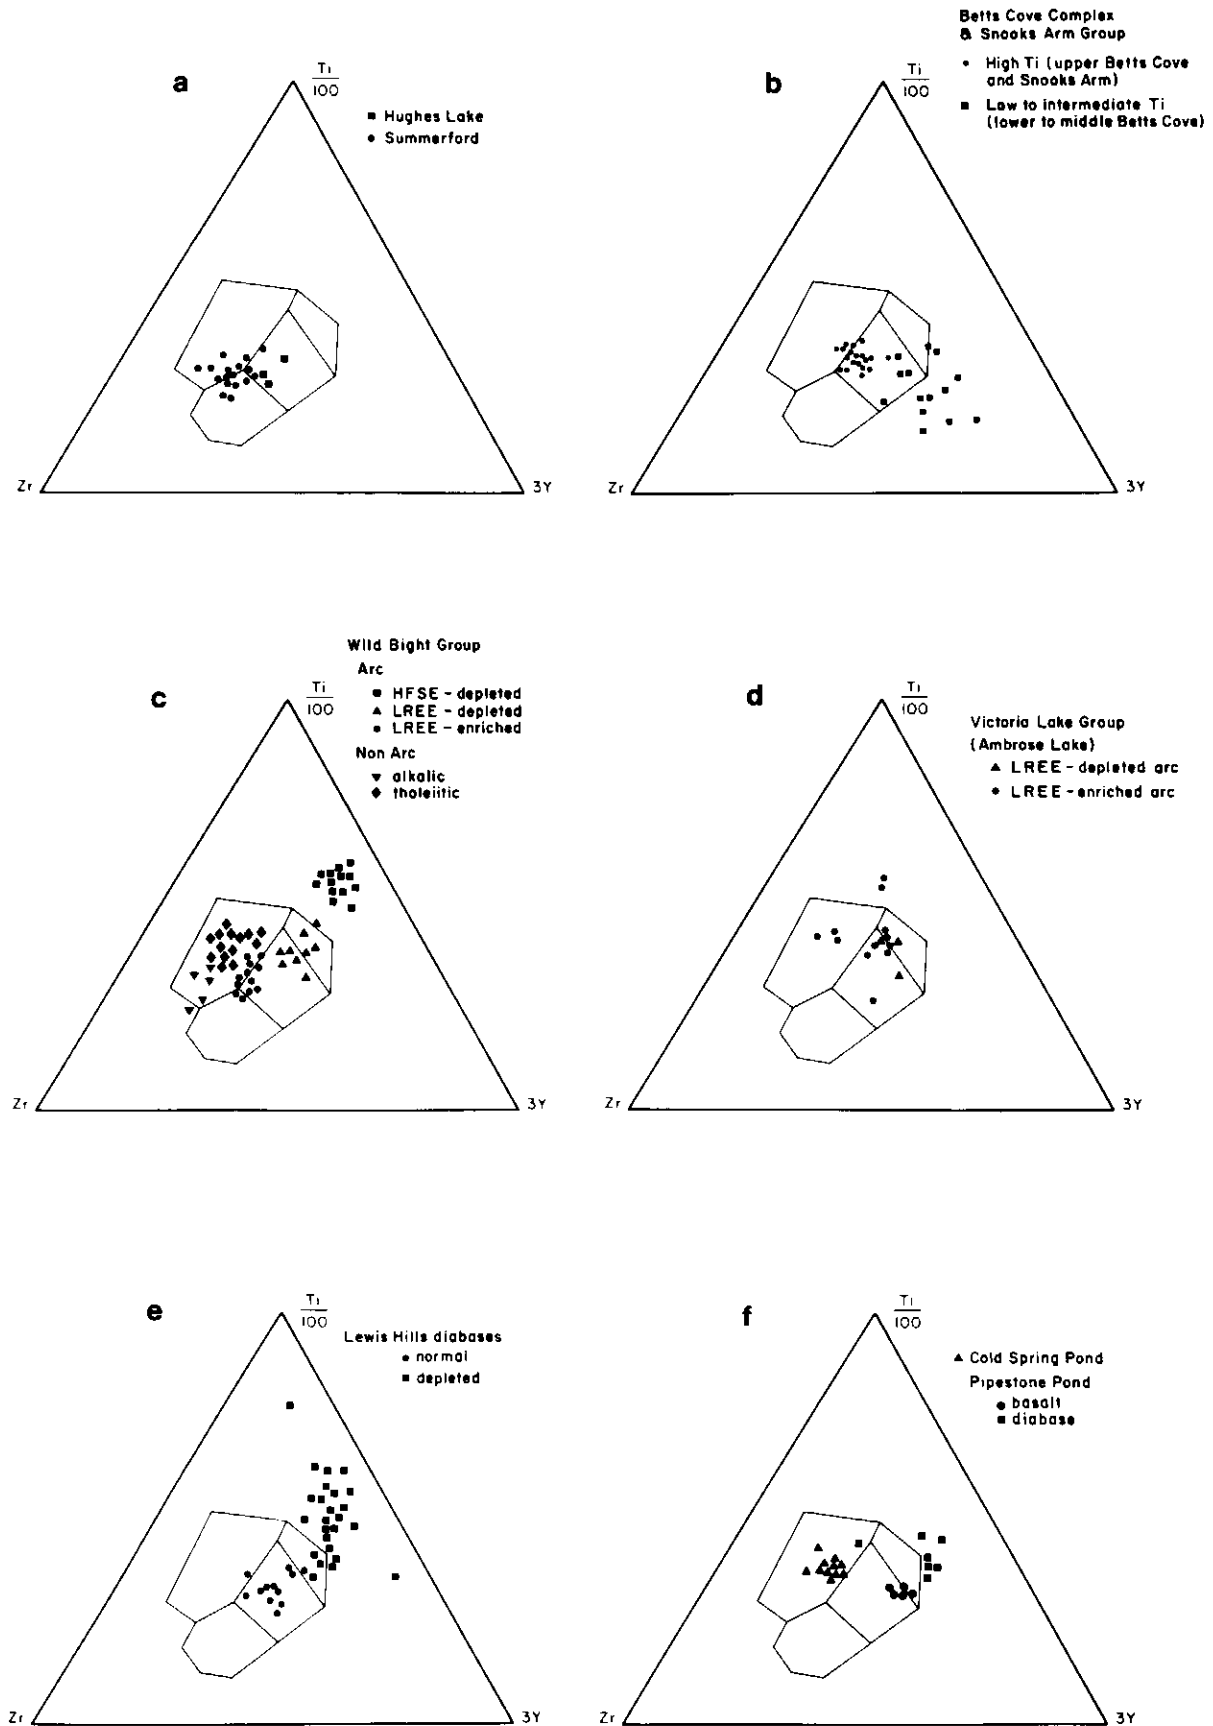 a
Ti
100
■ Hughes Lake
● Summerford
Zr
3Y
b
Betts Cove Complex
& Snooks Arm Group
• High Ti (upper Betts Cove
and Snooks Arm)
■ Low to intermediate Ti
(lower to middle Betts Cove)
Ti
100
Zr
3Y
c
Wild Bight Group
Arc
■ HFSE - depleted
▲ LREE - depleted
● LREE - enriched
Non Arc
▼ alkalic
◆ tholeiitic
Ti
100
Zr
3Y
d
Ti
100
Victoria Lake Group
(Ambrose Lake)
▲ LREE - depleted arc
● LREE - enriched arc
Zr
3Y
e
Ti
100
Lewis Hills diabases
● normal
■ depleted
Zr
3Y
f
Ti
100
▲ Cold Spring Pond
Pipestone Pond
● basalt
■ diabase
Zr
3Y